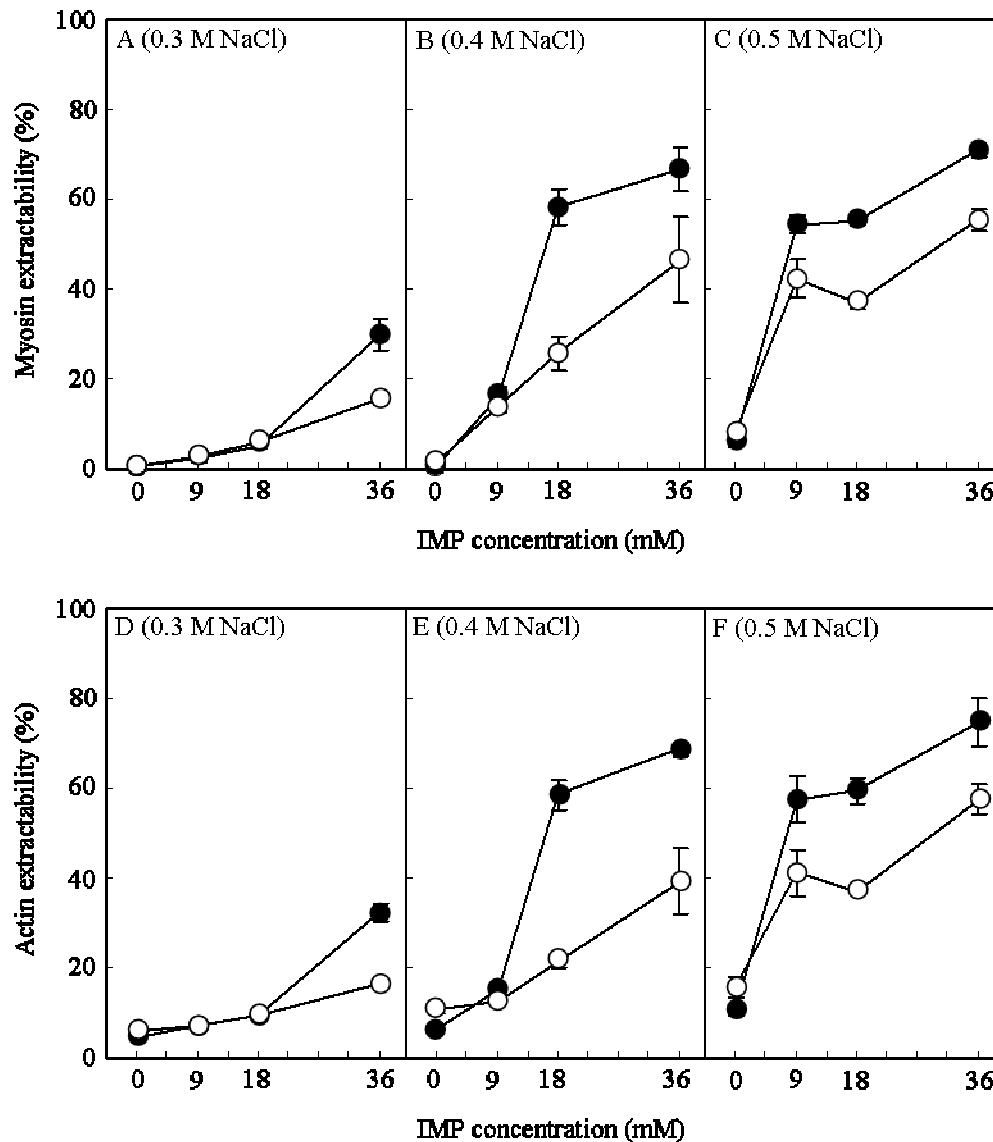 100
80
60
40
20
0
Myosin extractability (%)
A (0.3 M NaCl)
B (0.4 M NaCl)
C (0.5 M NaCl)
0 9 18 36
0 9 18 36
0 9 18 36
IMP concentration (mM)
100
80
60
40
20
0
Actin extractability (%)
D (0.3 M NaCl)
E (0.4 M NaCl)
F (0.5 M NaCl)
0 9 18 36
0 9 18 36
0 9 18 36
IMP concentration (mM)